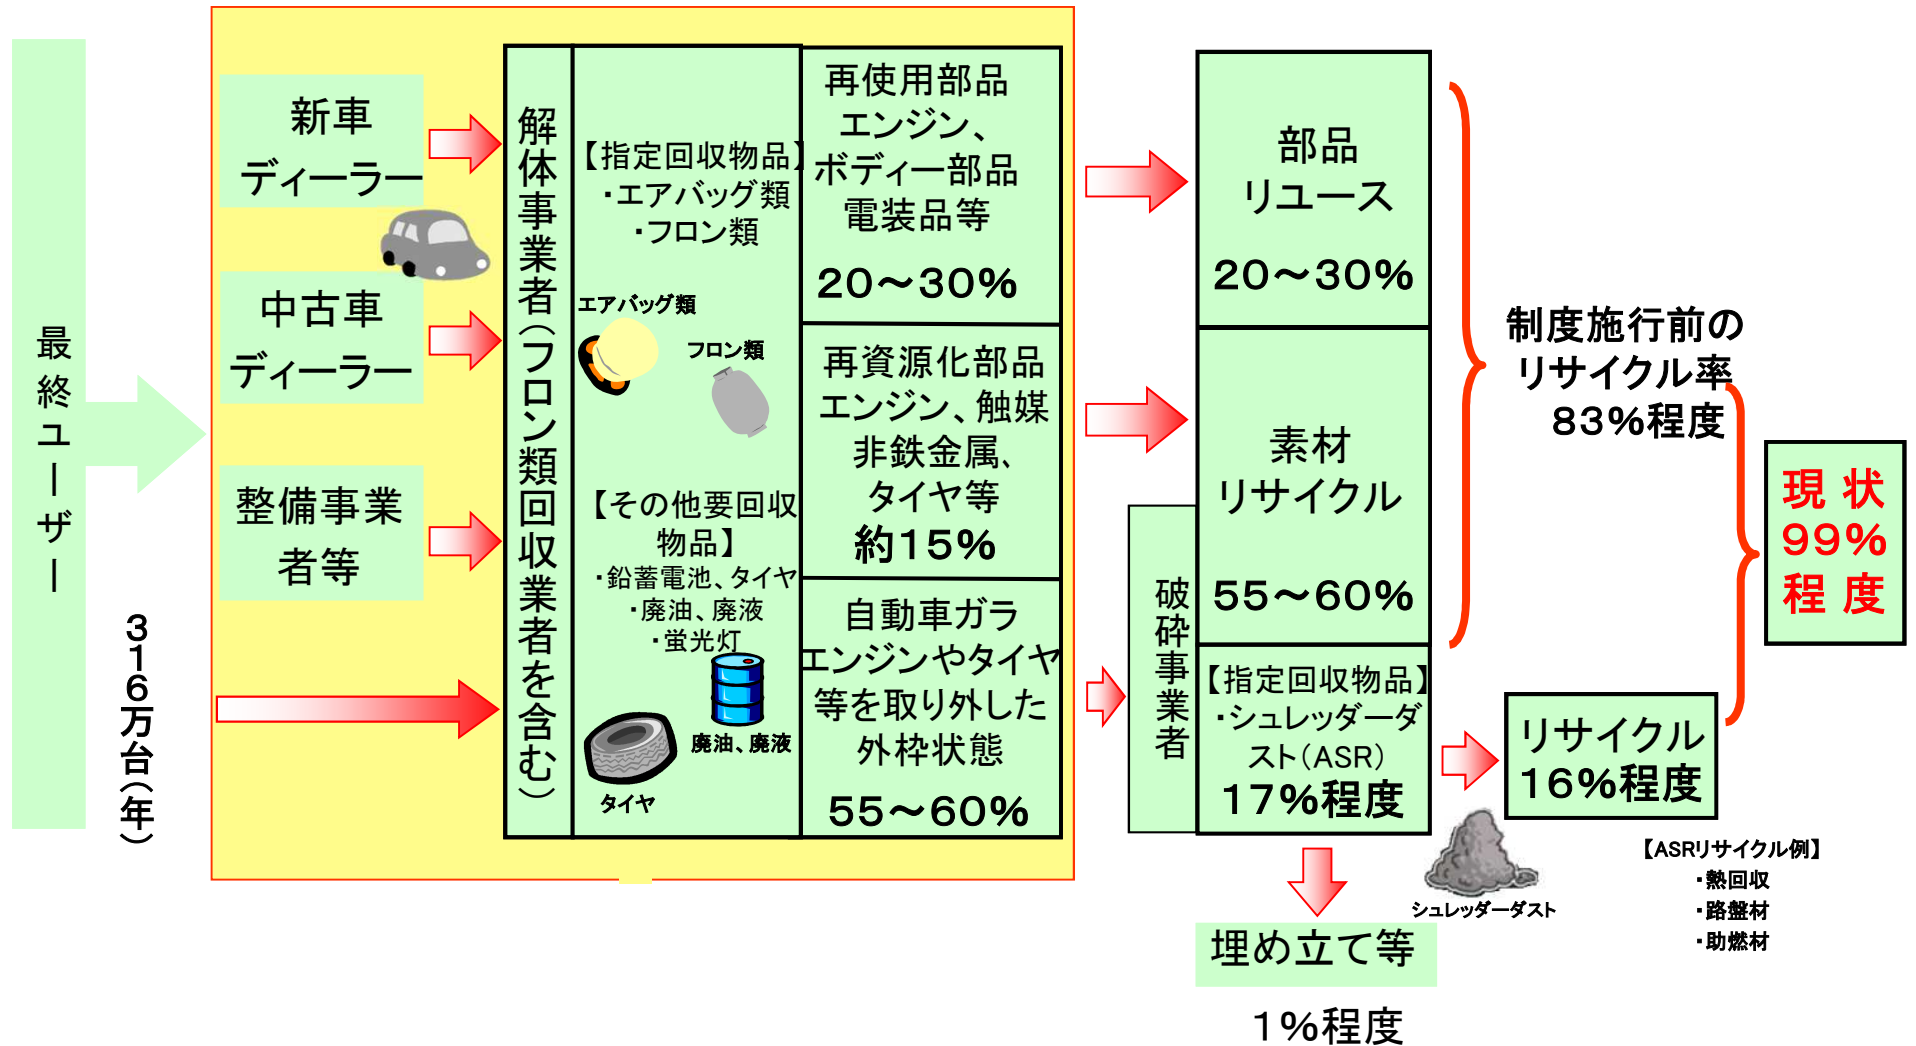 最終ユーザー
316万台(年)
新車
ディーラー
中古車
ディーラー
整備事業
者等
解体事業者(フロン類回収業者を含む)
【指定回収物品】
・エアバッグ類
・フロン類
エアバッグ類
フロン類
【その他要回収
物品】
・鉛蓄電池、タイヤ
・廃油、廃液
・蛍光灯
廃油、廃液
タイヤ
再使用部品
エンジン、
ボディー部品
電装品等
20～30%
再資源化部品
エンジン、触媒
非鉄金属、
タイヤ等
約15%
自動車ガラ
エンジンやタイヤ
等を取り外した
外枠状態
55～60%
破砕事業者
部品
リユース
20～30%
素材
リサイクル
55～60%
【指定回収物品】
・シュレッダーダ
スト(ASR)
17%程度
埋め立て等
1%程度
シュレッダーダスト
制度施行前の
リサイクル率
83%程度
リサイクル
16%程度
【ASRリサイクル例】
・熱回収
・路盤材
・助燃材
現状
99%
程度